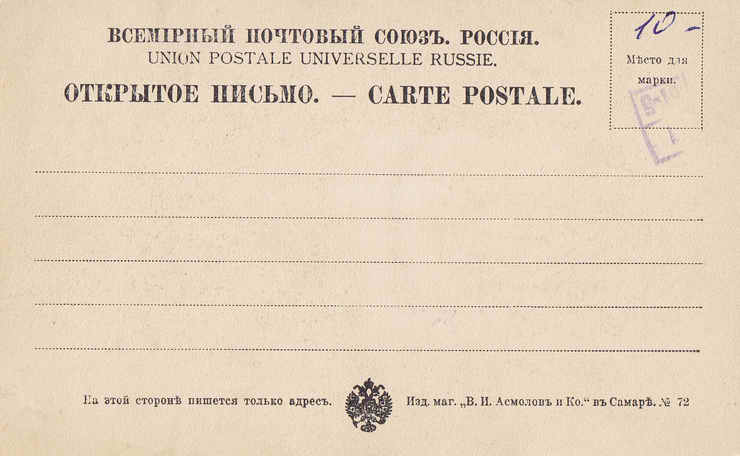 ВСЕМІРНЫЙ ПОЧТОВЫЙ СОЮЗЪ. РОССІЯ.
UNION POSTALE UNIVERSELLE RUSSIE.
ОТКРЫТОЕ ПИСЬМО. — CARTE POSTALE.
10 –
Мѣсто для
марки.
На этой сторонѣ пишется только адресъ.
Изд. маг. „В. И. Асмоловъ и Ко.“ въ Самарѣ. № 72